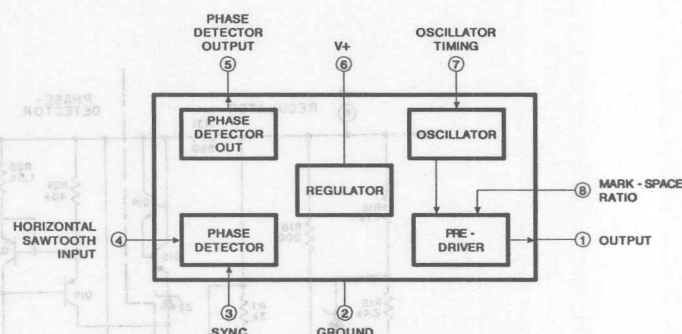 PHASE
DETECTOR
OUTPUT
⑤
V+
⑥
OSCILLATOR
TIMING
⑦
PHASE
DETECTOR
OUT
OSCILLATOR
REGULATOR
HORIZONTAL
SAWTOOTH
INPUT
④
PHASE
DETECTOR
PRE -
DRIVER
⑧ MARK - SPACE
RATIO
① OUTPUT
③
SYNC
②
GROUND